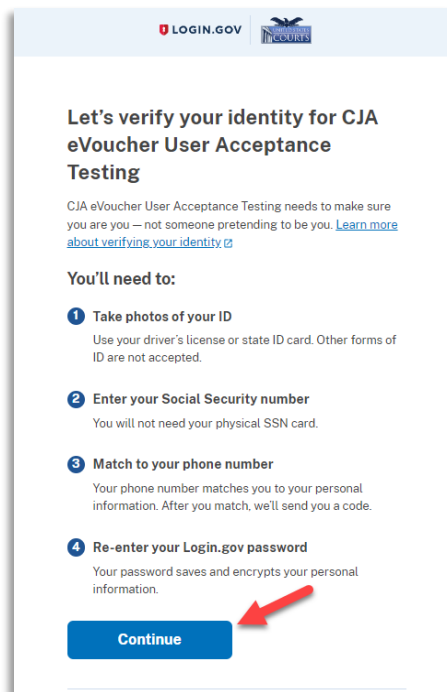 LOGIN.GOV
UNITED STATES
COURTS
Let’s verify your identity for CJA
eVoucher User Acceptance
Testing
CJA eVoucher User Acceptance Testing needs to make sure
you are you — not someone pretending to be you. Learn more
about verifying your identity
You’ll need to:
1 Take photos of your ID
Use your driver’s license or state ID card. Other forms of
ID are not accepted.
2 Enter your Social Security number
You will not need your physical SSN card.
3 Match to your phone number
Your phone number matches you to your personal
information. After you match, we’ll send you a code.
4 Re-enter your Login.gov password
Your password saves and encrypts your personal
information.
Continue